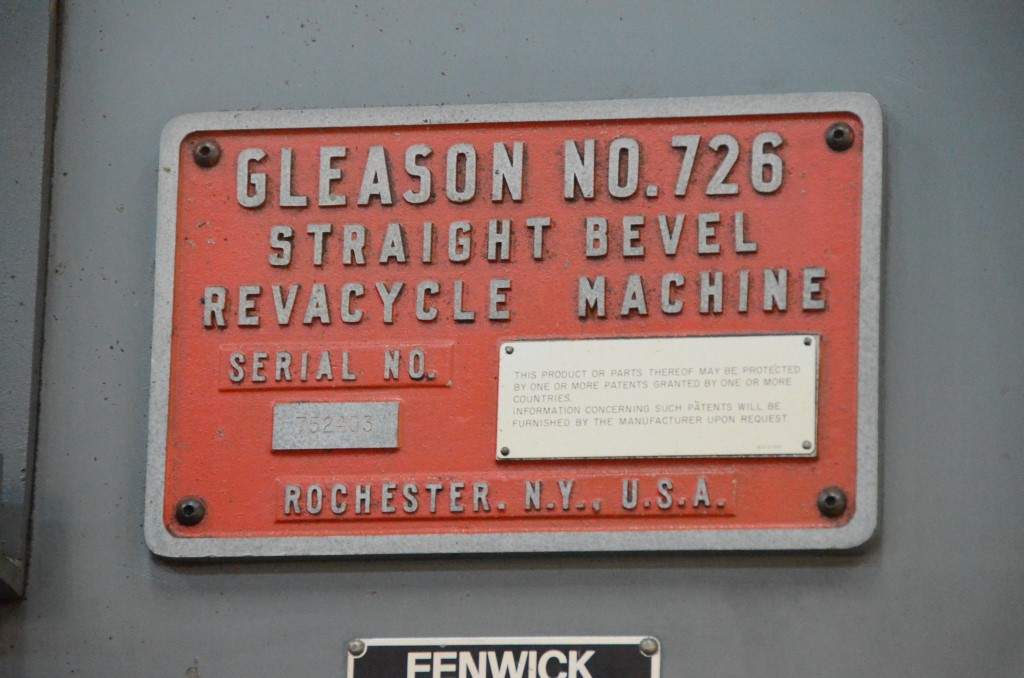 GLEASON NO. 726
STRAIGHT BEVEL
REVACYCLE MACHINE
SERIAL NO.
752403
THIS PRODUCT OR PARTS THEREOF MAY BE PROTECTED
BY ONE OR MORE PATENTS GRANTED BY ONE OR MORE
COUNTRIES.
INFORMATION CONCERNING SUCH PATENTS WILL BE
FURNISHED BY THE MANUFACTURER UPON REQUEST
ROCHESTER. N.Y., U.S.A.
FENWICK